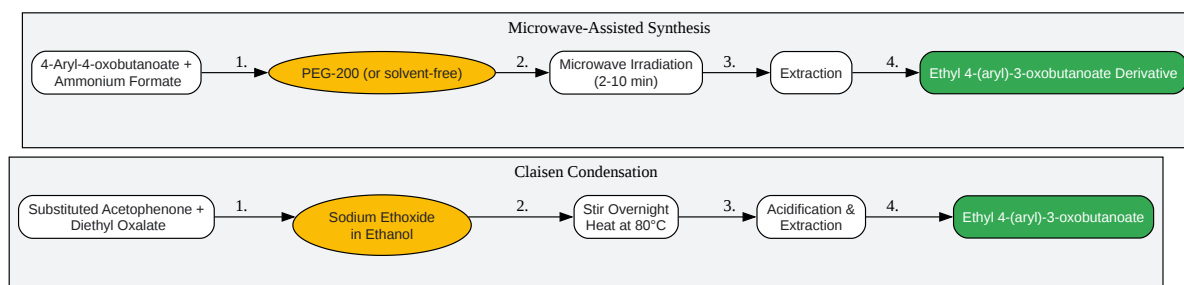 Microwave-Assisted Synthesis
4-Aryl-4-oxobutanoate +
Ammonium Formate
1.
PEG-200 (or solvent-free)
2.
Microwave Irradiation
(2-10 min)
3.
Extraction
4.
Ethyl 4-(aryl)-3-oxobutanoate Derivative
Claisen Condensation
Substituted Acetophenone +
Diethyl Oxalate
1.
Sodium Ethoxide
in Ethanol
2.
Stir Overnight
Heat at 80°C
3.
Acidification &
Extraction
4.
Ethyl 4-(aryl)-3-oxobutanoate